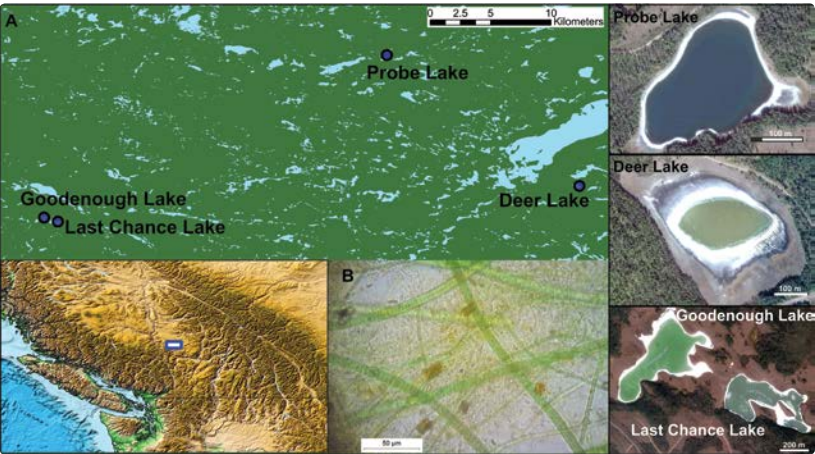 A
0 2.5 5 10
Kilometers
Probe Lake
Goodenough Lake
Last Chance Lake
Deer Lake
B
50 µm
Probe Lake
100 m
Deer Lake
100 m
Goodenough Lake
Last Chance Lake
200 m